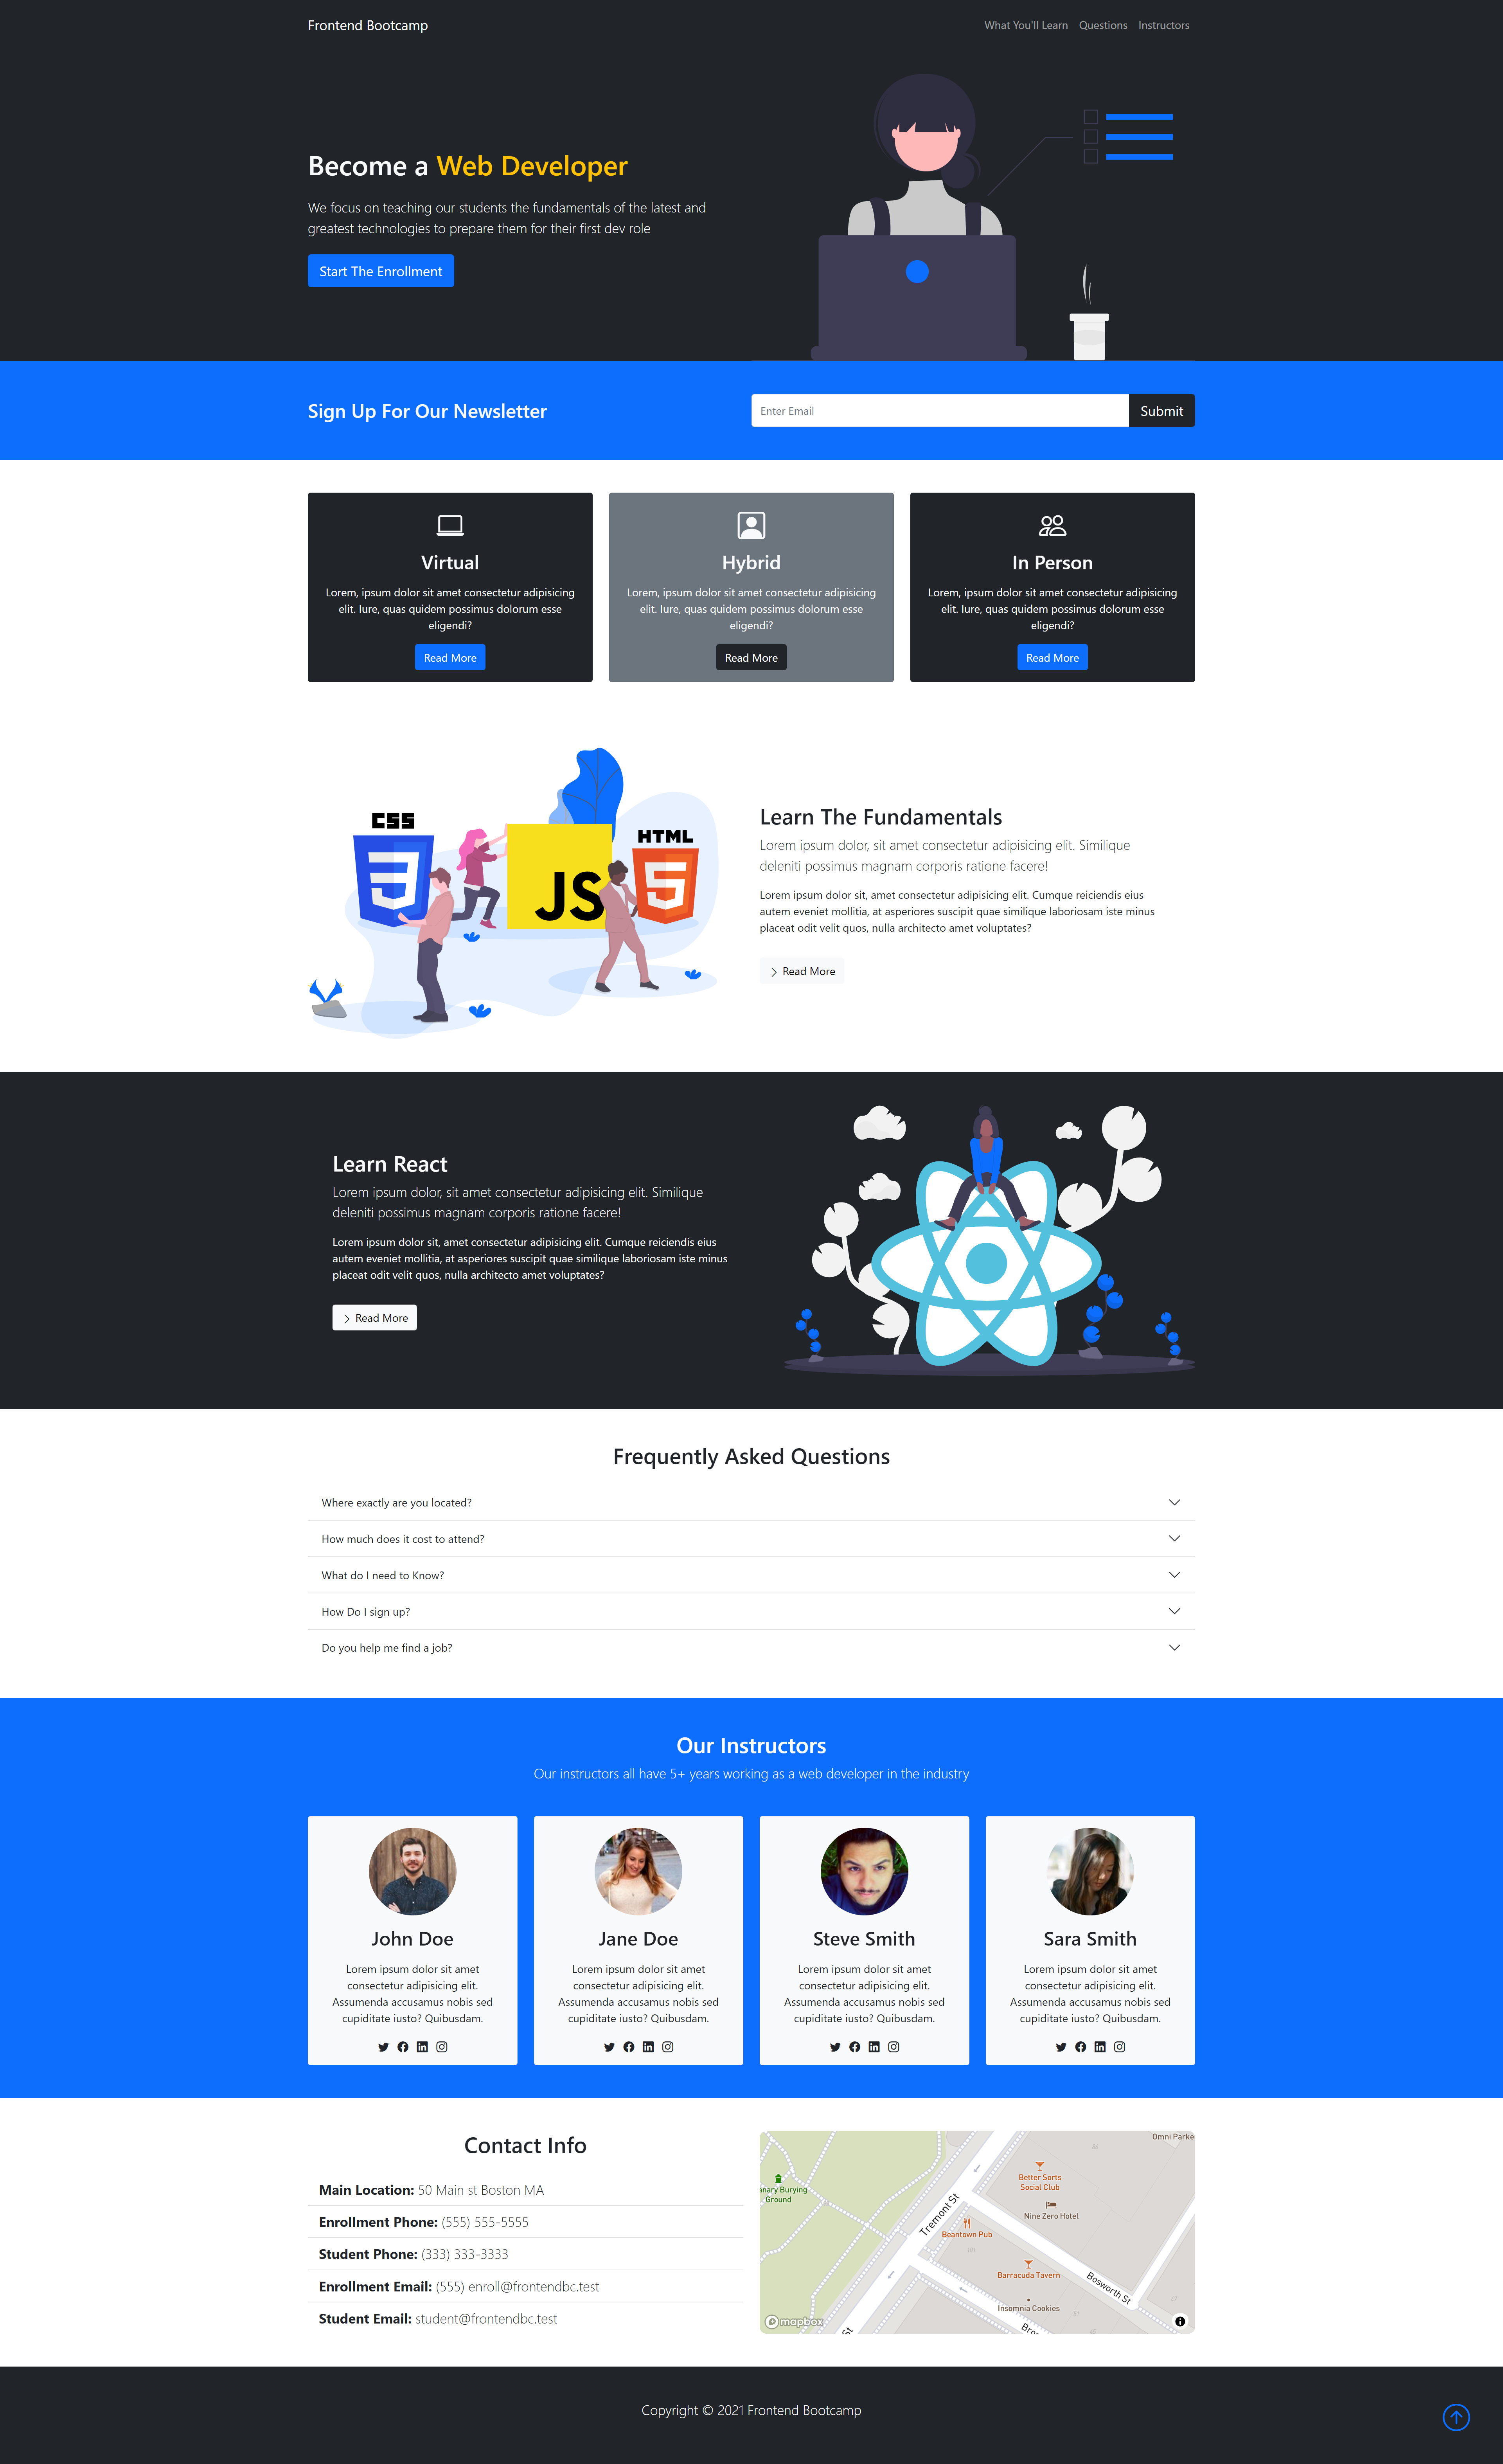 Frontend Bootcamp
What You'll Learn
Questions
Instructors
Become a Web Developer
We focus on teaching our students the fundamentals of the latest and
greatest technologies to prepare them for their first dev role
Start The Enrollment
Sign Up For Our Newsletter
Enter Email
Submit
Virtual
Lorem, ipsum dolor sit amet consectetur adipisicing
elit. Iure, quas quidem possimus dolorum esse
eligendi?
Read More
Hybrid
Lorem, ipsum dolor sit amet consectetur adipisicing
elit. Iure, quas quidem possimus dolorum esse
eligendi?
Read More
In Person
Lorem, ipsum dolor sit amet consectetur adipisicing
elit. Iure, quas quidem possimus dolorum esse
eligendi?
Read More
CSS
JS
HTML
Learn The Fundamentals
Lorem ipsum dolor, sit amet consectetur adipisicing elit. Similique
deleniti possimus magnam corporis ratione facere!
Lorem ipsum dolor sit, amet consectetur adipisicing elit. Cumque reiciendis eius
autem eveniet mollitia, at asperiores suscipit quae similique laboriosam iste minus
placeat odit velit quos, nulla architecto amet voluptates?
Read More
Learn React
Lorem ipsum dolor, sit amet consectetur adipisicing elit. Similique
deleniti possimus magnam corporis ratione facere!
Lorem ipsum dolor sit, amet consectetur adipisicing elit. Cumque reiciendis eius
autem eveniet mollitia, at asperiores suscipit quae similique laboriosam iste minus
placeat odit velit quos, nulla architecto amet voluptates?
Read More
Frequently Asked Questions
Where exactly are you located?
How much does it cost to attend?
What do I need to Know?
How Do I sign up?
Do you help me find a job?
Our Instructors
Our instructors all have 5+ years working as a web developer in the industry
John Doe
Lorem ipsum dolor sit amet
consectetur adipisicing elit.
Assumenda accusamus nobis sed
cupiditate iusto? Quibusdam.
Jane Doe
Lorem ipsum dolor sit amet
consectetur adipisicing elit.
Assumenda accusamus nobis sed
cupiditate iusto? Quibusdam.
Steve Smith
Lorem ipsum dolor sit amet
consectetur adipisicing elit.
Assumenda accusamus nobis sed
cupiditate iusto? Quibusdam.
Sara Smith
Lorem ipsum dolor sit amet
consectetur adipisicing elit.
Assumenda accusamus nobis sed
cupiditate iusto? Quibusdam.
Contact Info
Main Location: 50 Main st Boston MA
Enrollment Phone: (555) 555-5555
Student Phone: (333) 333-3333
Enrollment Email: (555) enroll@frontendbc.test
Student Email: student@frontendbc.test
Omni Parke
Better Sorts
Social Club
anary Burying
Ground
Nine Zero Hotel
Tremont St
Beantown Pub
Barracuda Tavern
Bosworth St
Insomnia Cookies
mapbox
Copyright © 2021 Frontend Bootcamp